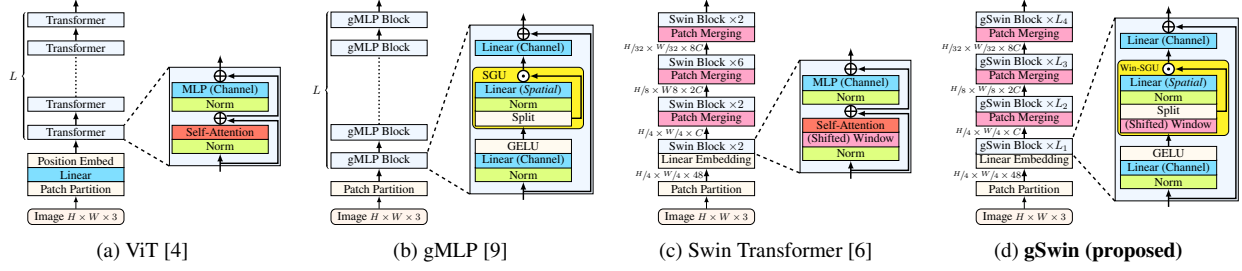 Transformer
Transformer
L
Transformer
Transformer
Position Embed
Linear
Patch Partition
Image H × W × 3
MLP (Channel)
Norm
Self-Attention
Norm
(a) ViT [4]
gMLP Block
gMLP Block
L
gMLP Block
gMLP Block
Patch Partition
Image H × W × 3
Linear (Channel)
SGU
Linear (Spatial)
Norm
Split
GELU
Linear (Channel)
Norm
(b) gMLP [9]
Swin Block ×2
Patch Merging
H/32 × W/32 × 8C
Swin Block ×6
Patch Merging
H/8 × W8 × 2C
Swin Block ×2
Patch Merging
H/4 × W/4 × C
Swin Block ×2
Linear Embedding
H/4 × W/4 × 48
Patch Partition
Image H × W × 3
MLP (Channel)
Norm
Self-Attention
(Shifted) Window
Norm
(c) Swin Transformer [6]
gSwin Block ×L4
Patch Merging
H/32 × W/32 × 8C
gSwin Block ×L3
Patch Merging
H/8 × W/8 × 2C
gSwin Block ×L2
Patch Merging
H/4 × W/4 × C
gSwin Block ×L1
Linear Embedding
H/4 × W/4 × 48
Patch Partition
Image H × W × 3
Linear (Channel)
Win-SGU
Linear (Spatial)
Norm
Split
(Shifted) Window
GELU
Linear (Channel)
Norm
(d) gSwin (proposed)